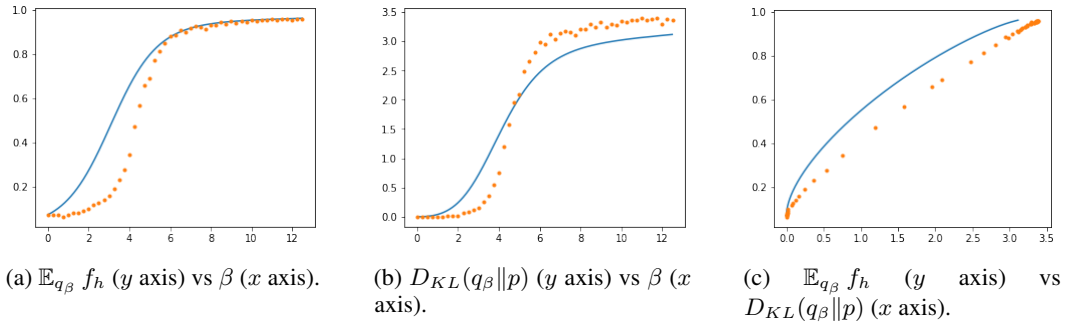 1.0
0.8
0.6
0.4
0.2
0 2 4 6 8 10 12
3.5
3.0
2.5
2.0
1.5
1.0
0.5
0.0
0 2 4 6 8 10 12
1.0
0.8
0.6
0.4
0.2
0.0 0.5 1.0 1.5 2.0 2.5 3.0 3.5
(a) 𝔼_{q_β} f_h (y axis) vs β (x axis).
(b) D_{KL}(q_β‖p) (y axis) vs β (x
axis).
(c) 𝔼_{q_β} f_h (y axis) vs
D_{KL}(q_β‖p) (x axis).